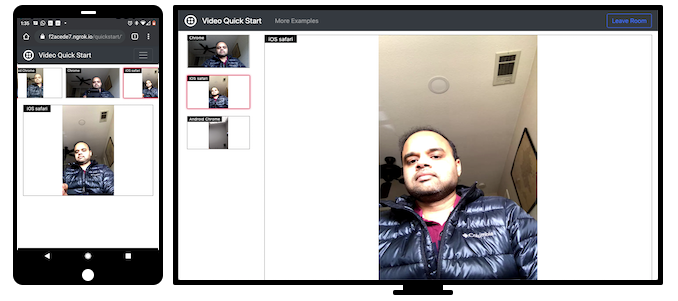 1:35
f2acede7.ngrok.io/quickstart/
Video Quick Start
Chrome
iOS safari
iOS safari
Video Quick Start
More Examples
Leave Room
Chrome
iOS safari
Android Chrome
iOS safari
Columbia